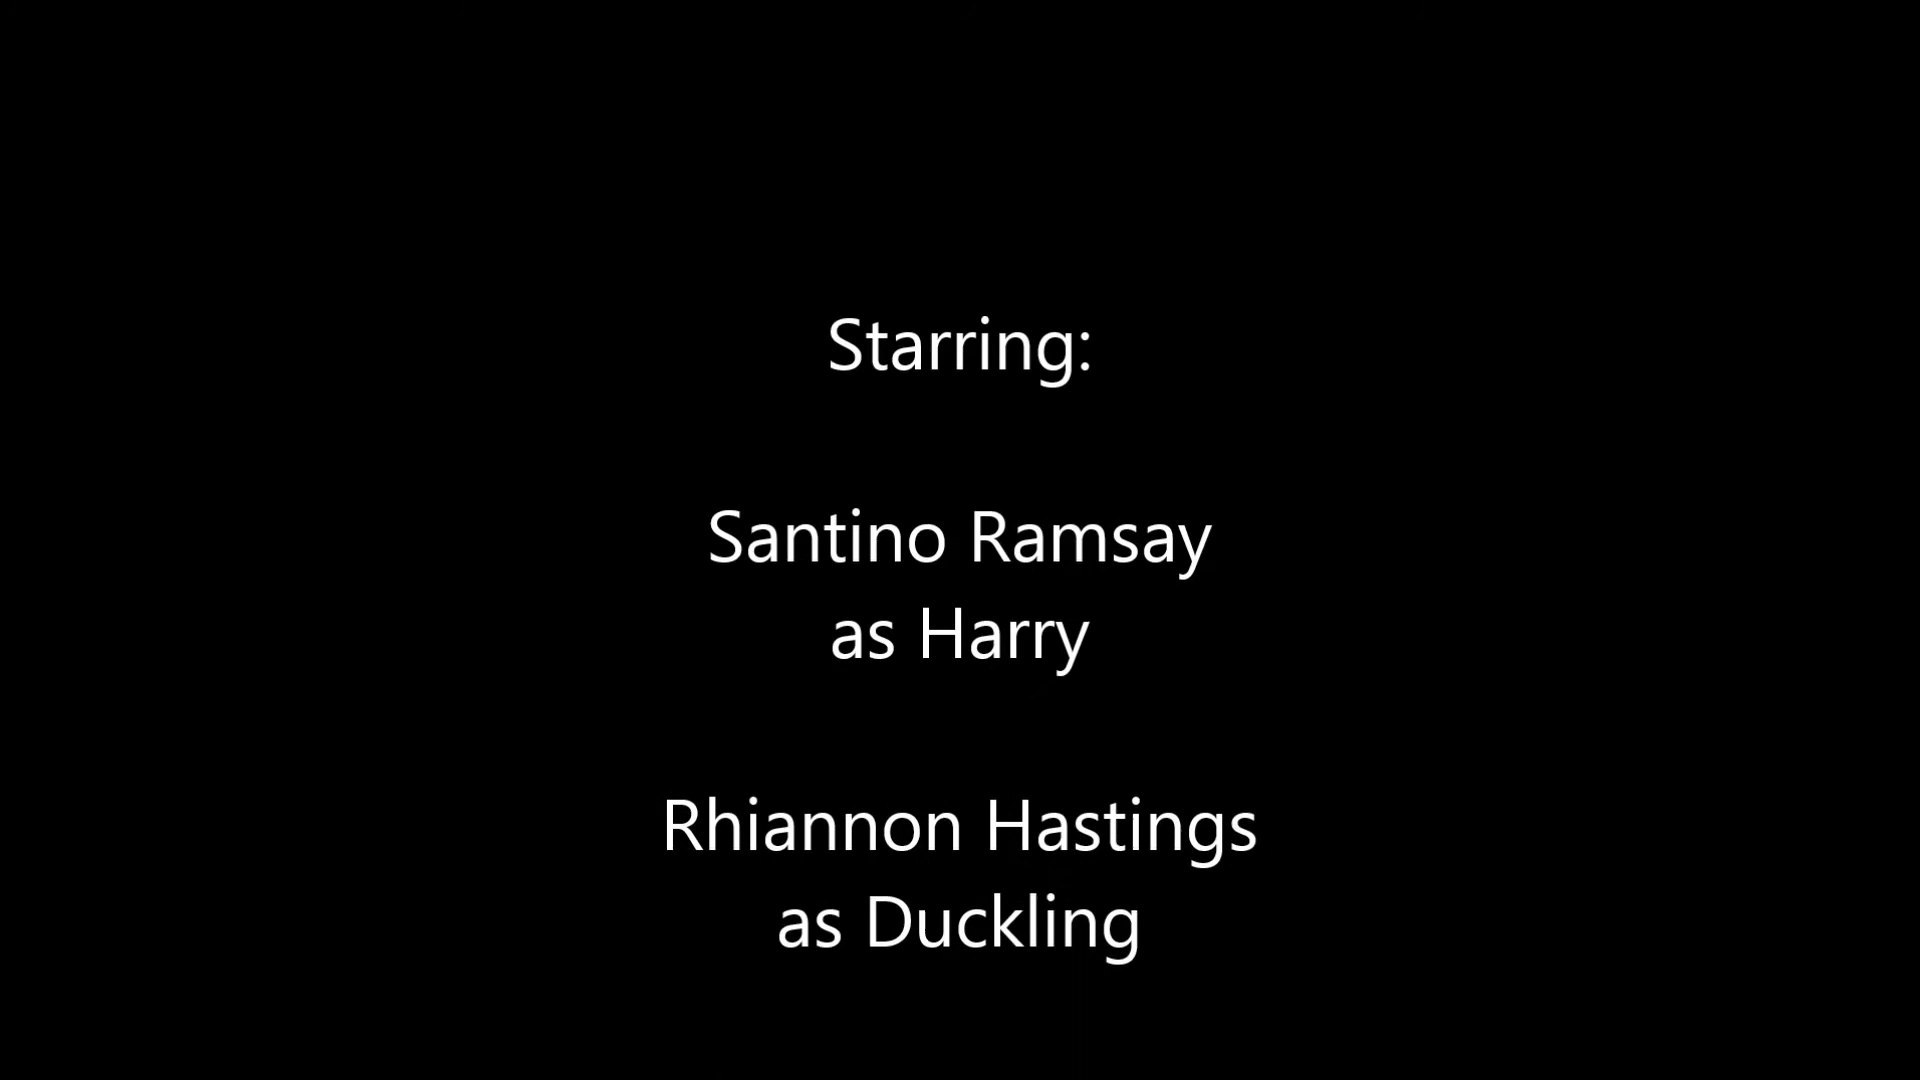 Starring:
Santino Ramsay
as Harry
Rhiannon Hastings
as Duckling